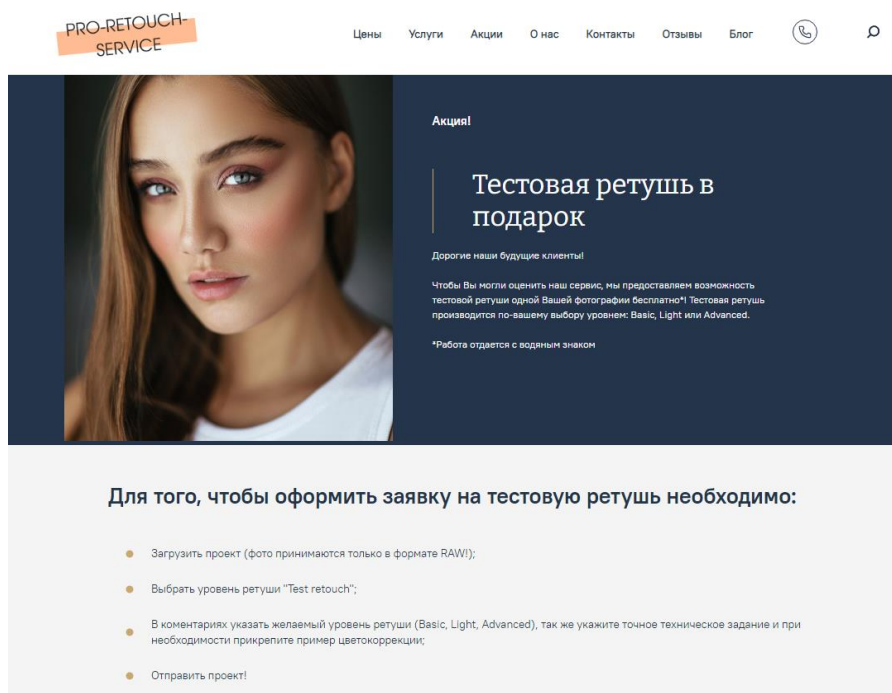 PRO-RETOUCH-
SERVICE
Цены Услуги Акции О нас Контакты Отзывы Блог
Акция!
Тестовая ретушь в
подарок
Дорогие наши будущие клиенты!
Чтобы Вы могли оценить наш сервис, мы предоставляем возможность
тестовой ретуши одной Вашей фотографии бесплатно*! Тестовая ретушь
производится по-вашему выбору уровнем: Basic, Light или Advanced.
*Работа отдается с водяным знаком
Для того, чтобы оформить заявку на тестовую ретушь необходимо:
Загрузить проект (фото принимаются только в формате RAW!);
Выбрать уровень ретуши "Test retouch";
В коментариях указать желаемый уровень ретуши (Basic, Light, Advanced), так же укажите точное техническое задание и при
необходимости прикрепите пример цветокоррекции;
Отправить проект!